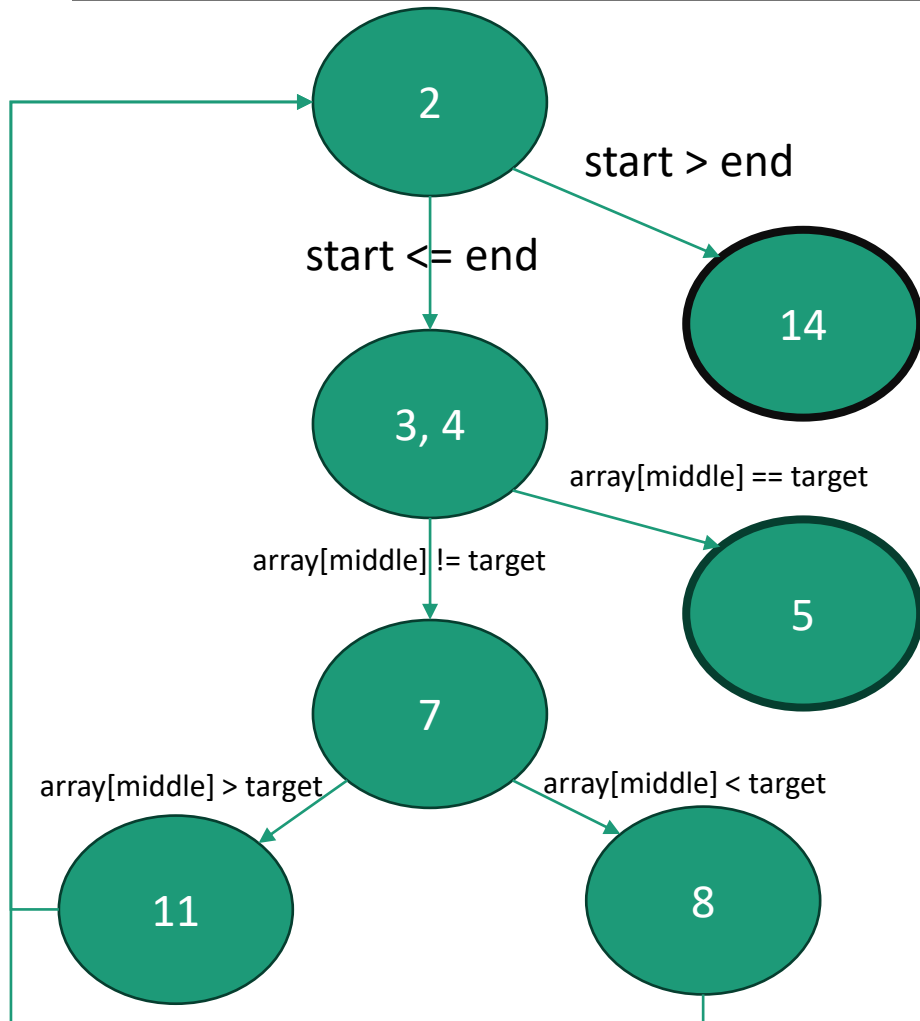 2
start > end
start <= end
14
3, 4
array[middle] == target
array[middle] != target
5
7
array[middle] > target
array[middle] < target
11
8